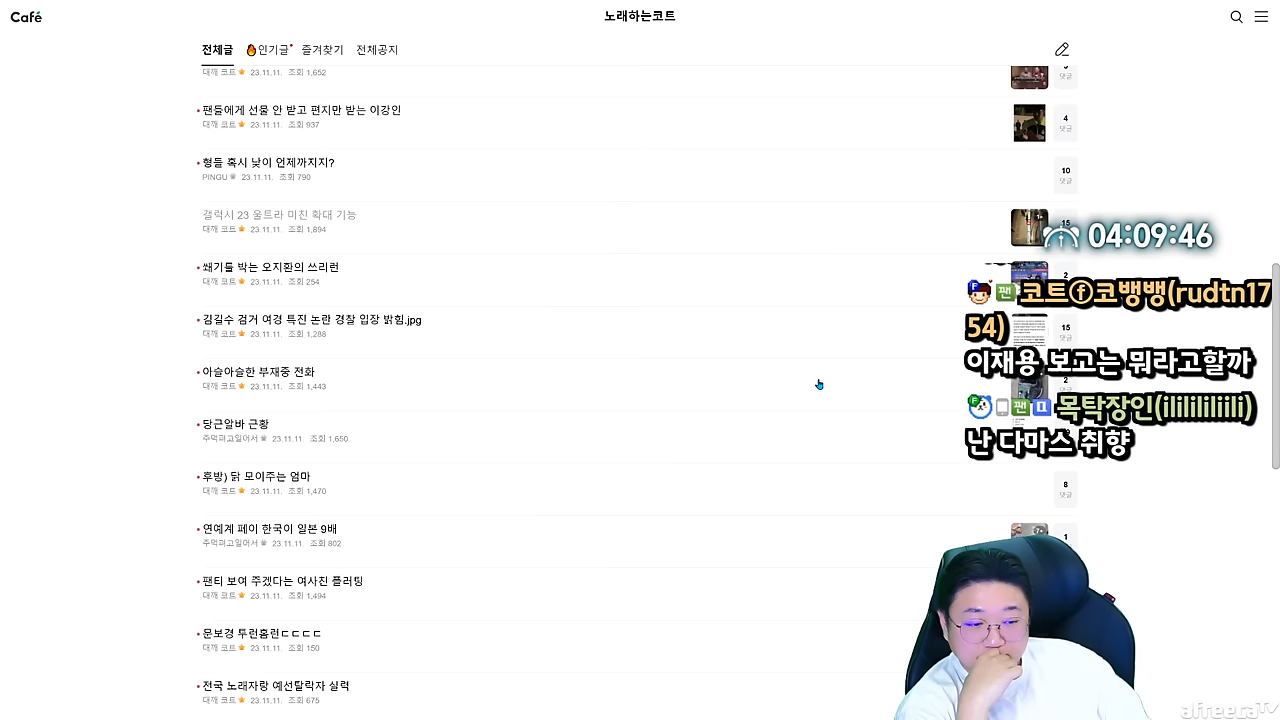 Café
노래하는코트
전체글 🔥인기글 즐겨찾기 전체공지
대깨 코트 23.11.11. 조회 1,652
댓글
팬들에게 선물 안 받고 편지만 받는 이강인
대깨 코트 23.11.11. 조회 937
4
댓글
형들 혹시 낮이 언제까지지?
PINGU 23.11.11. 조회 790
10
댓글
갤럭시 23 울트라 미친 확대 기능
대깨 코트 23.11.11. 조회 1,894
15
04:09:46
쐐기를 박는 오지환의 쓰리런
대깨 코트 23.11.11. 조회 254
2
코트ⓕ코뱅뱅(rudtn17
54)
김길수 검거 여경 특진 논란 경찰 입장 밝힘.jpg
대깨 코트 23.11.11. 조회 1,285
15
댓글
이재용 보고는 뭐라고할까
아슬아슬한 부재중 전화
대깨 코트 23.11.11. 조회 1,443
2
팬 목탁장인(ilililililili)
난 다마스 취향
당근알바 근황
주먹펴고일어서 23.11.11. 조회 1,650
후방) 닭 모이주는 엄마
대깨 코트 23.11.11. 조회 1,470
8
댓글
연예계 페이 한국이 일본 9배
주먹펴고일어서 23.11.11. 조회 802
1
팬티 보여 주겠다는 여사친 플러팅
대깨 코트 23.11.11. 조회 1,494
문보경 투런홈런ㄷㄷㄷㄷ
대깨 코트 23.11.11. 조회 150
전국 노래자랑 예선탈락자 실력
대깨 코트 23.11.11. 조회 675
afreecaTV